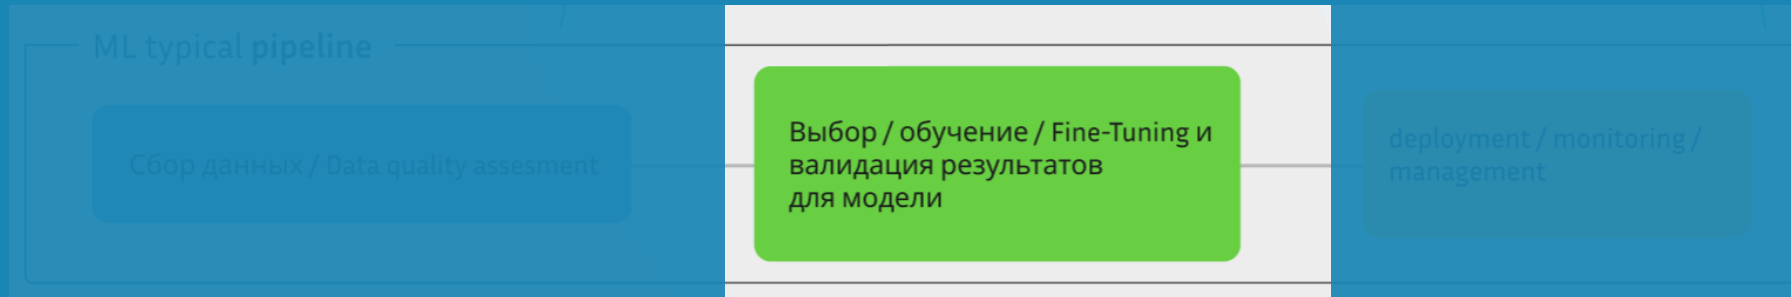 ML typical pipeline
Сбор данных / Data quality assesment
Выбор / обучение / Fine-Tuning и
валидация результатов
для модели
deployment / monitoring /
management